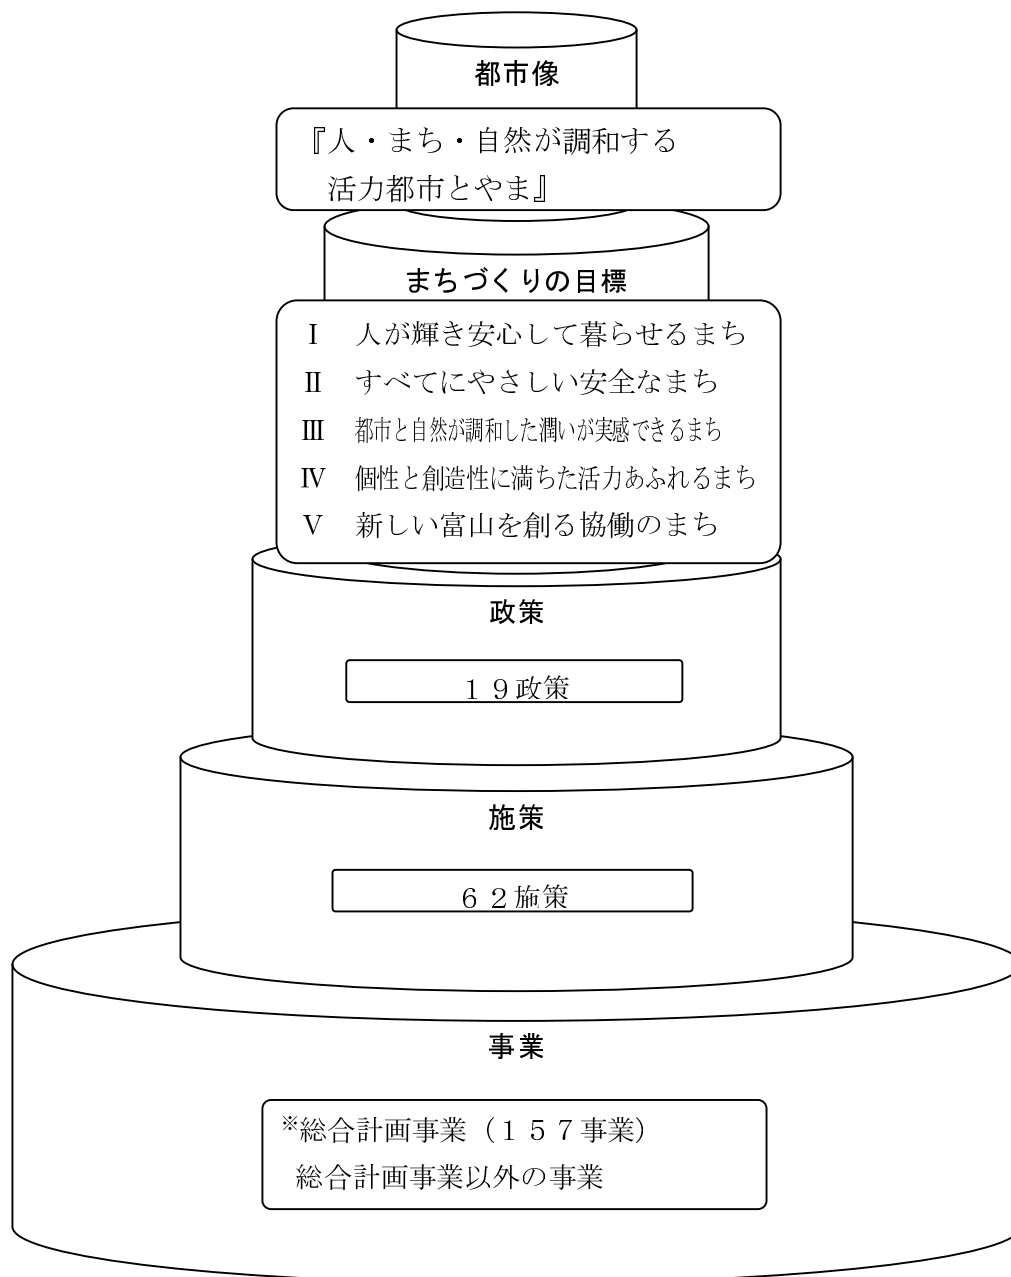 都市像
『人・まち・自然が調和する
活力都市とやま』
まちづくりの目標
Ⅰ　人が輝き安心して暮らせるまち
Ⅱ　すべてにやさしい安全なまち
Ⅲ　都市と自然が調和した潤いが実感できるまち
Ⅳ　個性と創造性に満ちた活力あふれるまち
Ⅴ　新しい富山を創る協働のまち
政策
１９政策
施策
６２施策
事業
※総合計画事業（１５７事業）
総合計画事業以外の事業